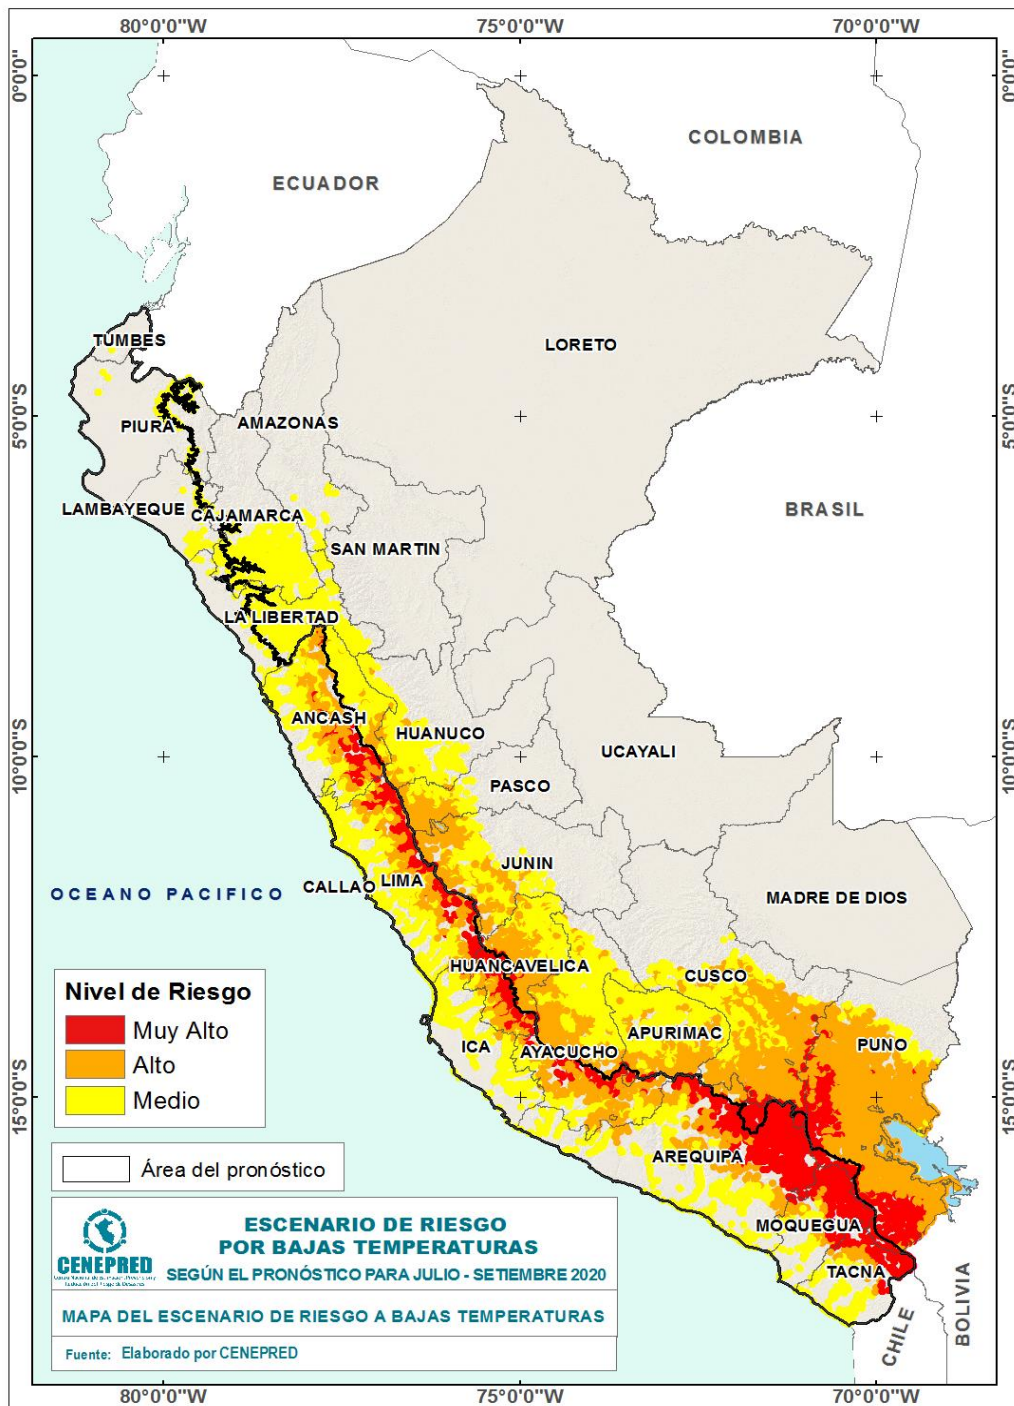 80°0'0"W 75°0'0"W 70°0'0"W
0°0'0" 0°0'0"
COLOMBIA
ECUADOR
TUMBES
LORETO
5°0'0"S 5°0'0"S
PIURA AMAZONAS
LAMBAYEQUE CAJAMARCA BRASIL
SAN MARTIN
LA LIBERTAD
ANCASH HUANUCO
UCAYALI
10°0'0"S 10°0'0"S
PASCO
JUNIN
OCEANO PACIFICO CALLAO LIMA MADRE DE DIOS
HUANCAVELICA CUSCO
Nivel de Riesgo
Muy Alto
Alto
Medio
ICA AYACUCHO APURIMAC PUNO
15°0'0"S 15°0'0"S
AREQUIPA
Área del pronóstico
MOQUEGUA
TACNA
CHILE
BOLIVIA
CENEPRED
ESCENARIO DE RIESGO
POR BAJAS TEMPERATURAS
SEGÚN EL PRONÓSTICO PARA JULIO - SETIEMBRE 2020
MAPA DEL ESCENARIO DE RIESGO A BAJAS TEMPERATURAS
Fuente: Elaborado por CENEPRED
80°0'0"W 75°0'0"W 70°0'0"W